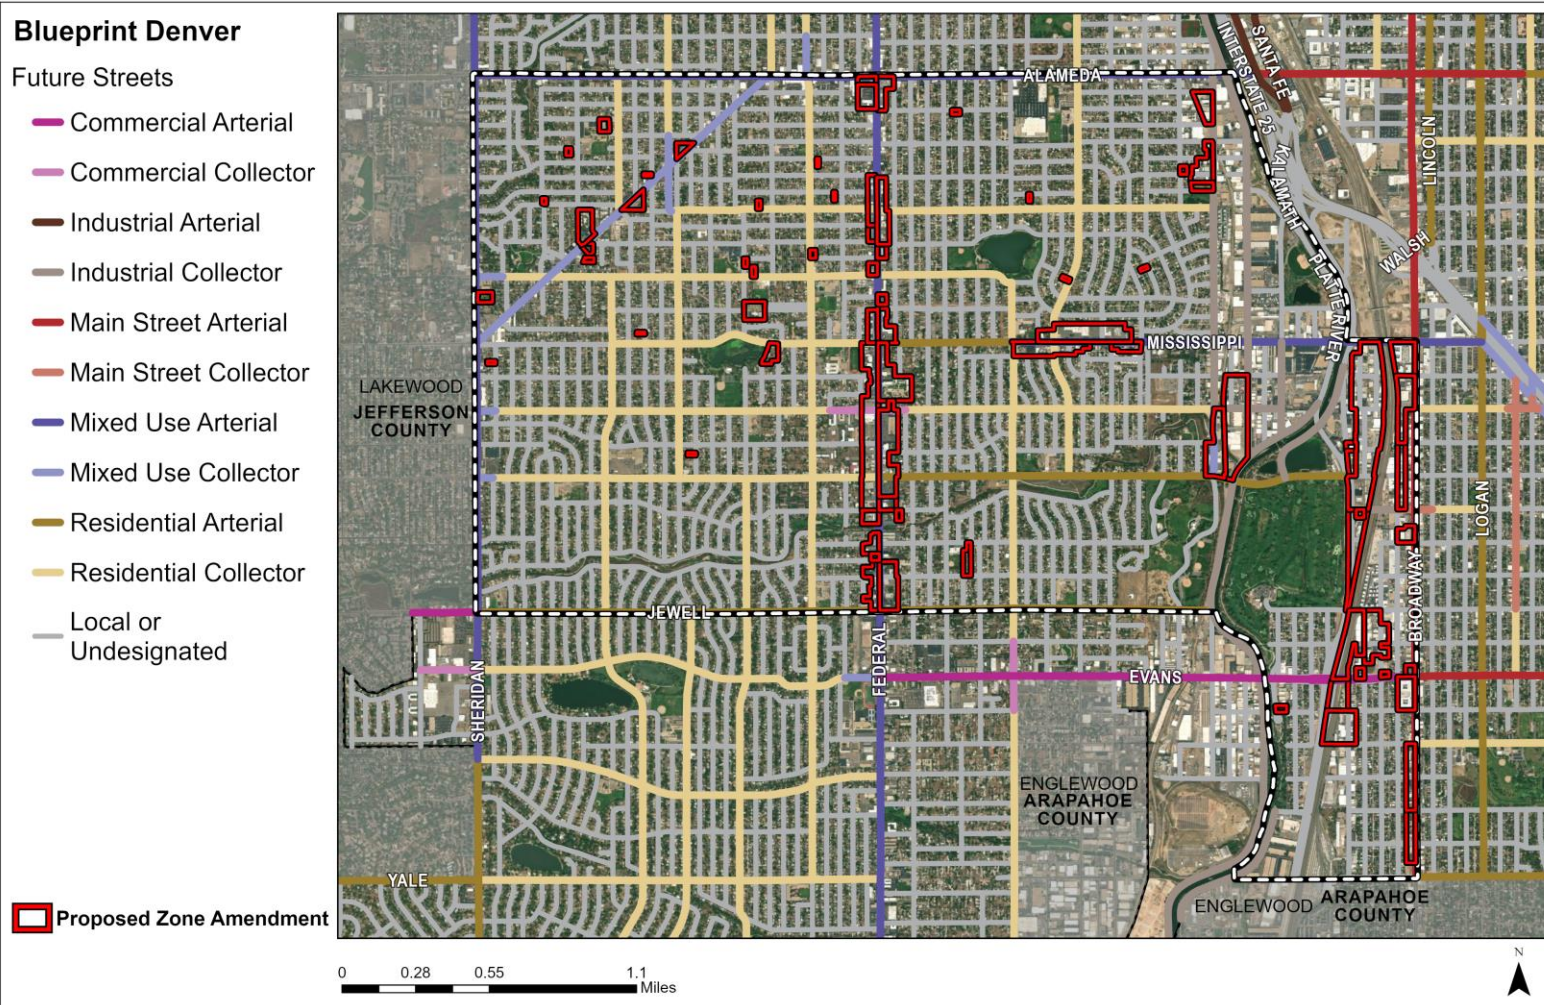 Blueprint Denver
Future Streets
Commercial Arterial
Commercial Collector
Industrial Arterial
Industrial Collector
Main Street Arterial
Main Street Collector
Mixed Use Arterial
Mixed Use Collector
Residential Arterial
Residential Collector
Local or
Undesignated
Proposed Zone Amendment
ALAMEDA
INTERSTATE 25
SANTA FE
KALAMATH
PLATTE RIVER
WALSH
LINCOLN
MISSISSIPPI
LAKEWOOD
JEFFERSON
COUNTY
LOGAN
BROADWAY
JEWELL
FEDERAL
SHERIDAN
EVANS
ENGLEWOOD
ARAPAHOE
COUNTY
YALE
ENGLEWOOD
ARAPAHOE
COUNTY
0 0.28 0.55 1.1
Miles
N